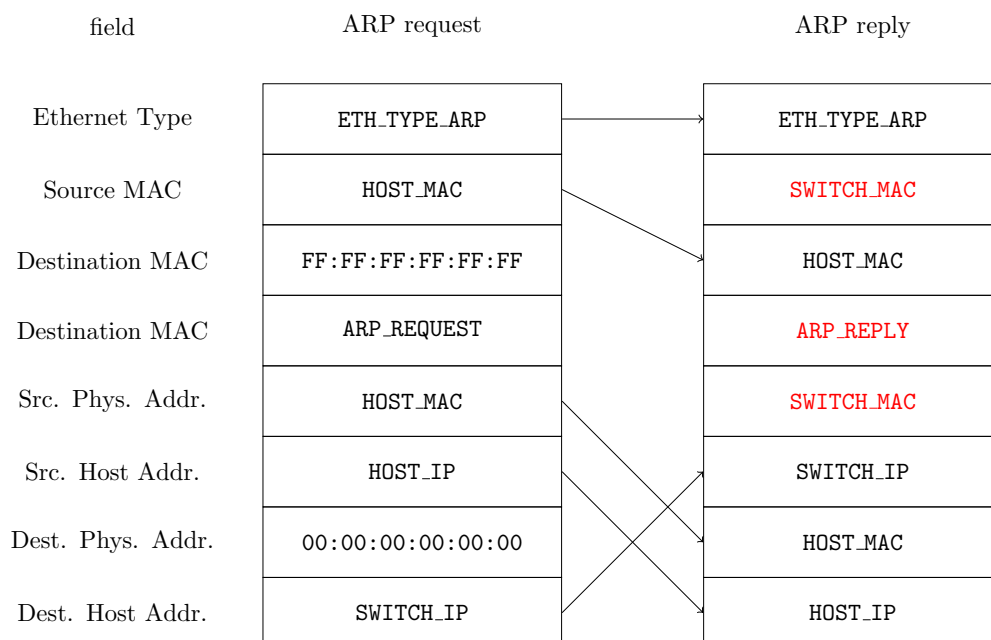 field ARP request ARP reply
Ethernet Type ETH_TYPE_ARP ETH_TYPE_ARP
Source MAC HOST_MAC SWITCH_MAC
Destination MAC FF:FF:FF:FF:FF:FF HOST_MAC
Destination MAC ARP_REQUEST ARP_REPLY
Src. Phys. Addr. HOST_MAC SWITCH_MAC
Src. Host Addr. HOST_IP SWITCH_IP
Dest. Phys. Addr. 00:00:00:00:00:00 HOST_MAC
Dest. Host Addr. SWITCH_IP HOST_IP